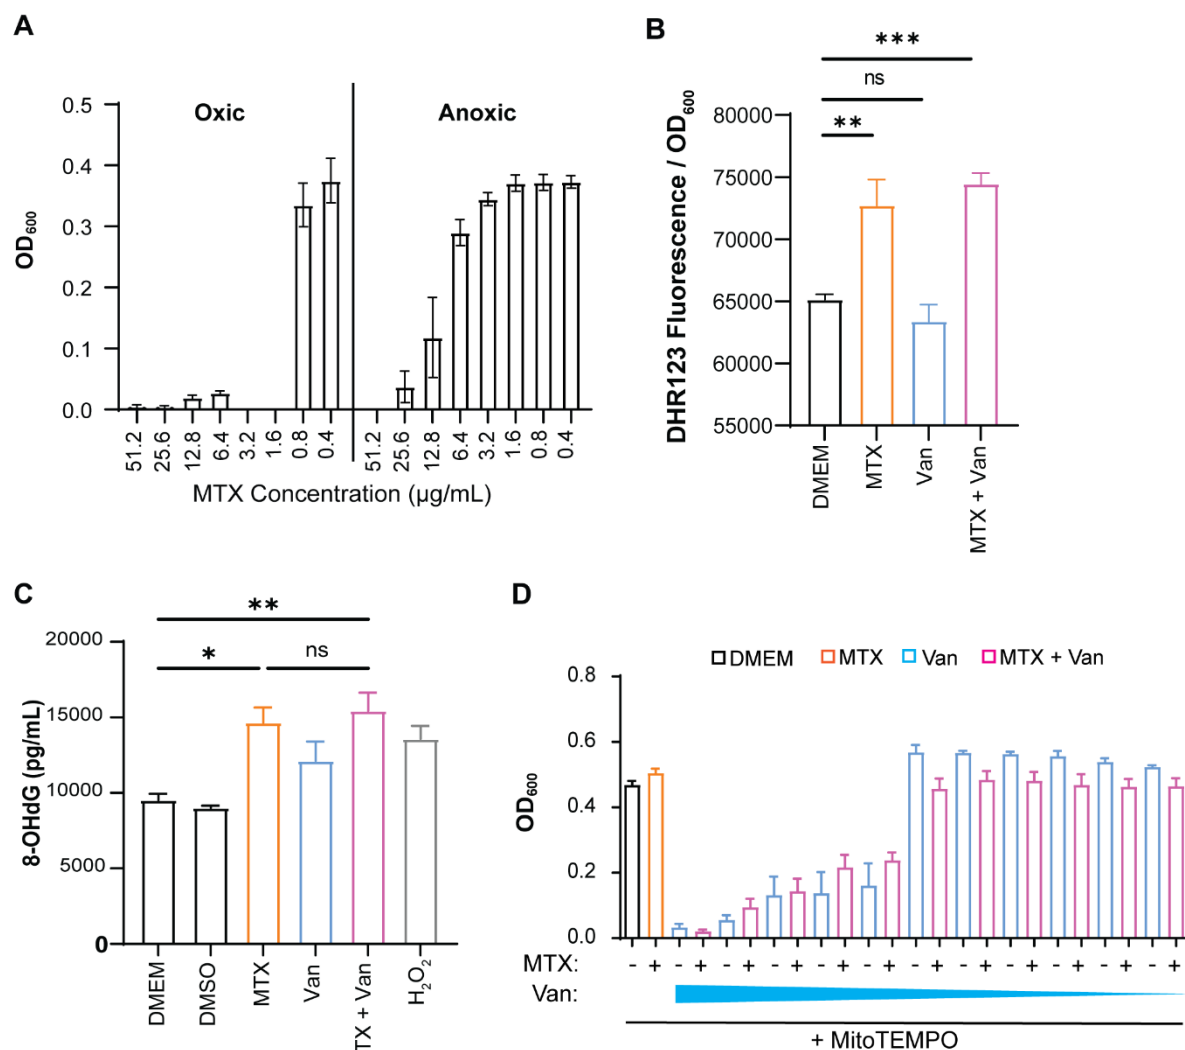 A
Oxic
Anoxic
OD600
0.5
0.4
0.3
0.2
0.1
0.0
51.2
25.6
12.8
6.4
3.2
1.6
0.8
0.4
51.2
25.6
12.8
6.4
3.2
1.6
0.8
0.4
MTX Concentration (µg/mL)
B
***
ns
**
DHR123 Fluorescence / OD600
80000
75000
70000
65000
60000
55000
DMEM
MTX
Van
MTX + Van
C
**
*
ns
8-OHdG (pg/mL)
20000
15000
10000
5000
0
DMEM
DMSO
MTX
Van
TX + Van
H2O2
D
DMEM MTX Van MTX + Van
OD600
0.8
0.6
0.4
0.2
0.0
MTX: - + - + - + - + - + - + - + - + - + - + - + - +
Van:
+ MitoTEMPO